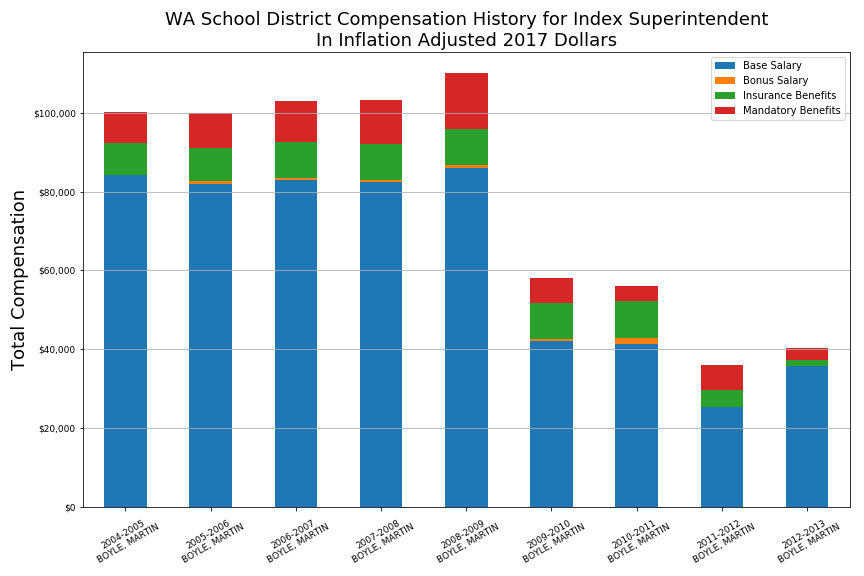 WA School District Compensation History for Index Superintendent
In Inflation Adjusted 2017 Dollars
Base Salary
Bonus Salary
Insurance Benefits
Mandatory Benefits
Total Compensation
$100,000
$80,000
$60,000
$40,000
$20,000
$0
2004-2005
BOYLE, MARTIN
2005-2006
BOYLE, MARTIN
2006-2007
BOYLE, MARTIN
2007-2008
BOYLE, MARTIN
2008-2009
BOYLE, MARTIN
2009-2010
BOYLE, MARTIN
2010-2011
BOYLE, MARTIN
2011-2012
BOYLE, MARTIN
2012-2013
BOYLE, MARTIN